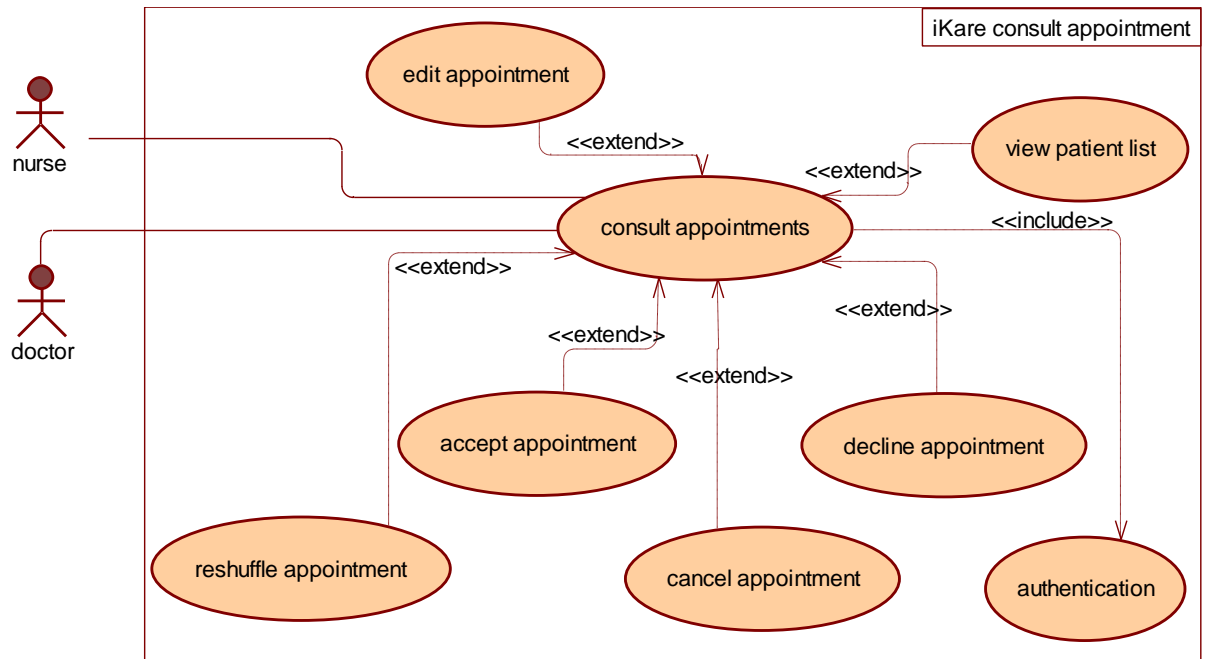 iKare consult appointment
edit appointment
<<extend>>
view patient list
nurse
<<extend>>
consult appointments
<<include>>
<<extend>>
<<extend>>
doctor
<<extend>>
<<extend>>
accept appointment
decline appointment
reshuffle appointment
cancel appointment
authentication